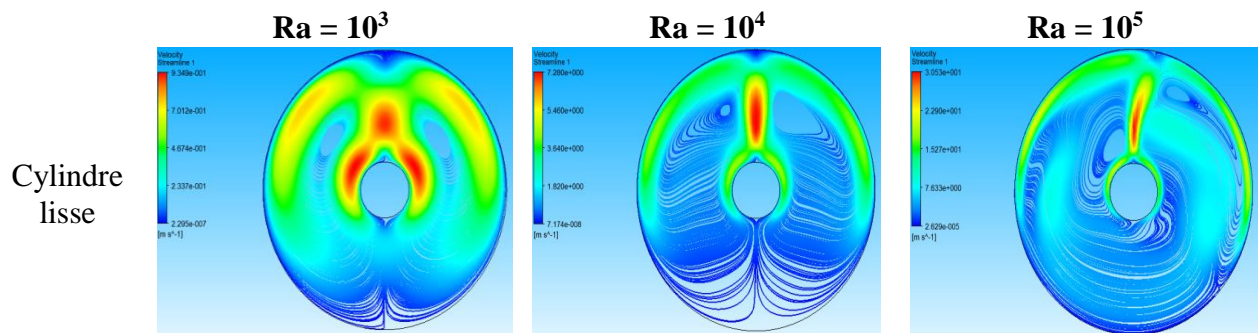 Ra = 10³
Ra = 10⁴
Ra = 10⁵
Cylindre
lisse
Velocity
Streamline 1
9.349e-001
7.012e-001
4.674e-001
2.337e-001
2.295e-007
[m s^-1]
Velocity
Streamline 1
7.280e+000
5.460e+000
3.640e+000
1.820e+000
7.174e-008
[m s^-1]
Velocity
Streamline 1
3.053e+001
2.290e+001
1.527e+001
7.633e+000
2.629e-005
[m s^-1]